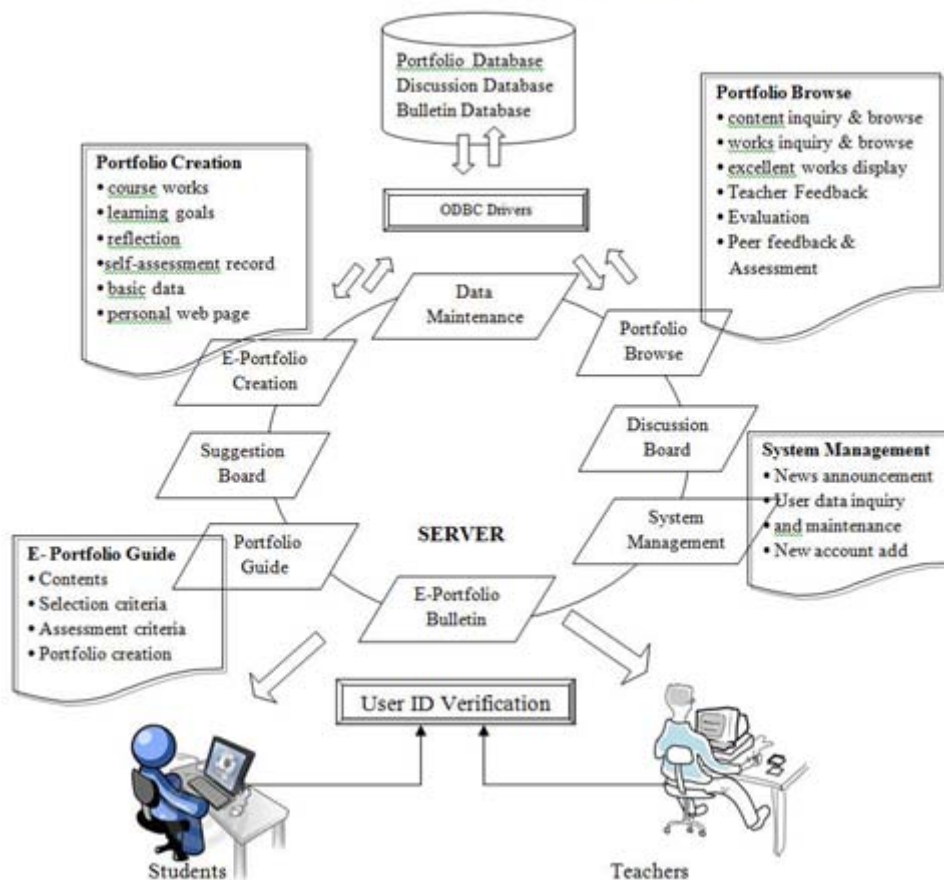 Portfolio Database
Discussion Database
Bulletin Database
Portfolio Browse
• content inquiry & browse
• works inquiry & browse
• excellent works display
• Teacher Feedback
• Evaluation
• Peer feedback &
Assessment
Portfolio Creation
• course works
• learning goals
• reflection
•self-assessment record
• basic data
• personal web page
ODBC Drivers
Data
Maintenance
Portfolio
Browse
E-Portfolio
Creation
Discussion
Board
Suggestion
Board
System Management
• News announcement
• User data inquiry
• and maintenance
• New account add
System
Management
SERVER
Portfolio
Guide
E- Portfolio Guide
• Contents
• Selection criteria
• Assessment criteria
• Portfolio creation
E-Portfolio
Bulletin
User ID Verification
Students
Teachers